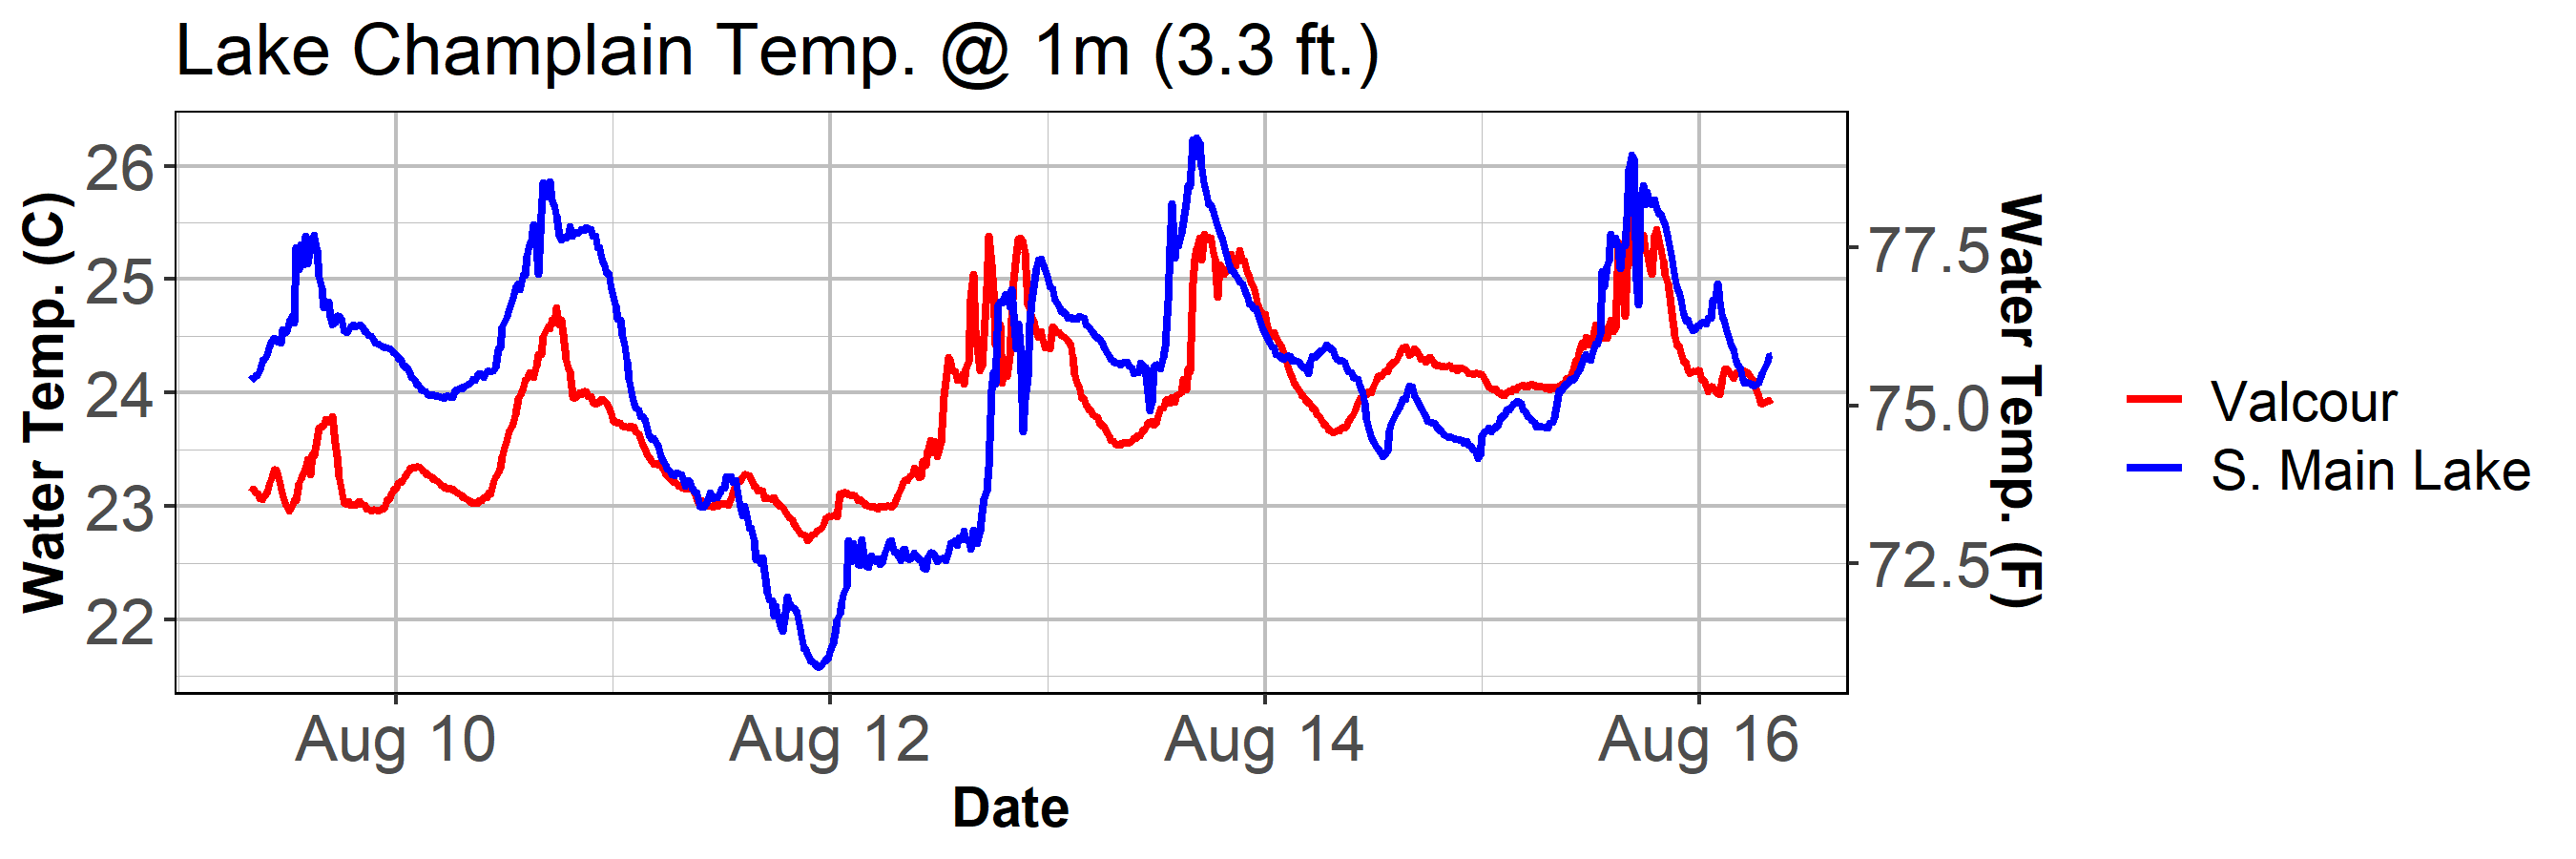 Lake Champlain Temp. @ 1m (3.3 ft.)
Water Temp. (C)
26
25
24
23
22
77.5
75.0
72.5
Water Temp. (F)
Aug 10
Aug 12
Aug 14
Aug 16
Date
Valcour
S. Main Lake